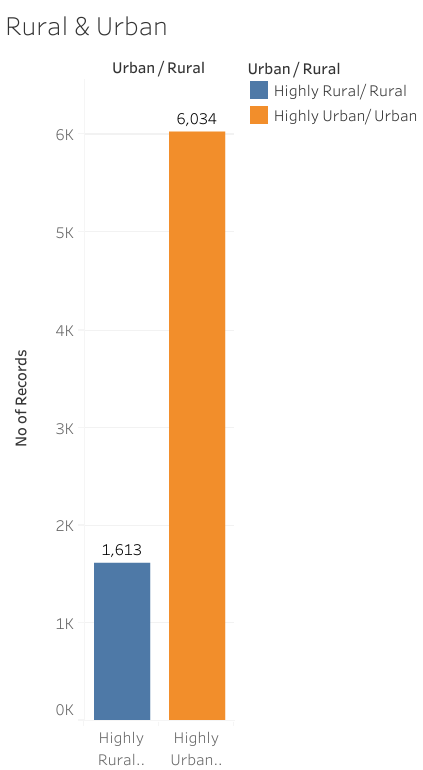 Rural & Urban
Urban / Rural
Urban / Rural
Highly Rural/ Rural
Highly Urban/ Urban
6,034
6K
5K
4K
No of Records
3K
2K
1,613
1K
0K
Highly Rural..
Highly Urban..